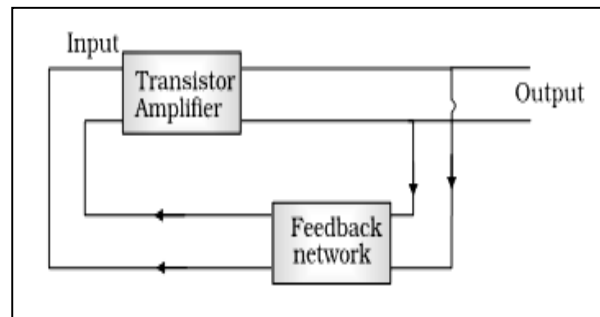 Input
Transistor
Amplifier
Output
Feedback
network